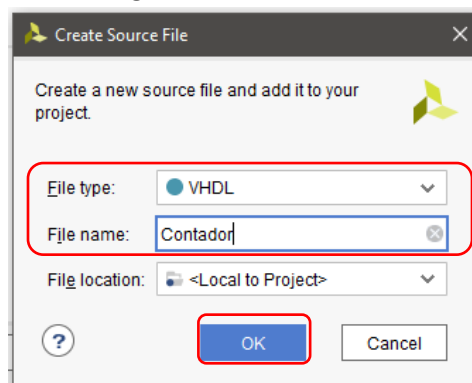 Create Source File
Create a new source file and add it to your
project.
File type: VHDL
File name: Contador
File location: <Local to Project>
? OK Cancel